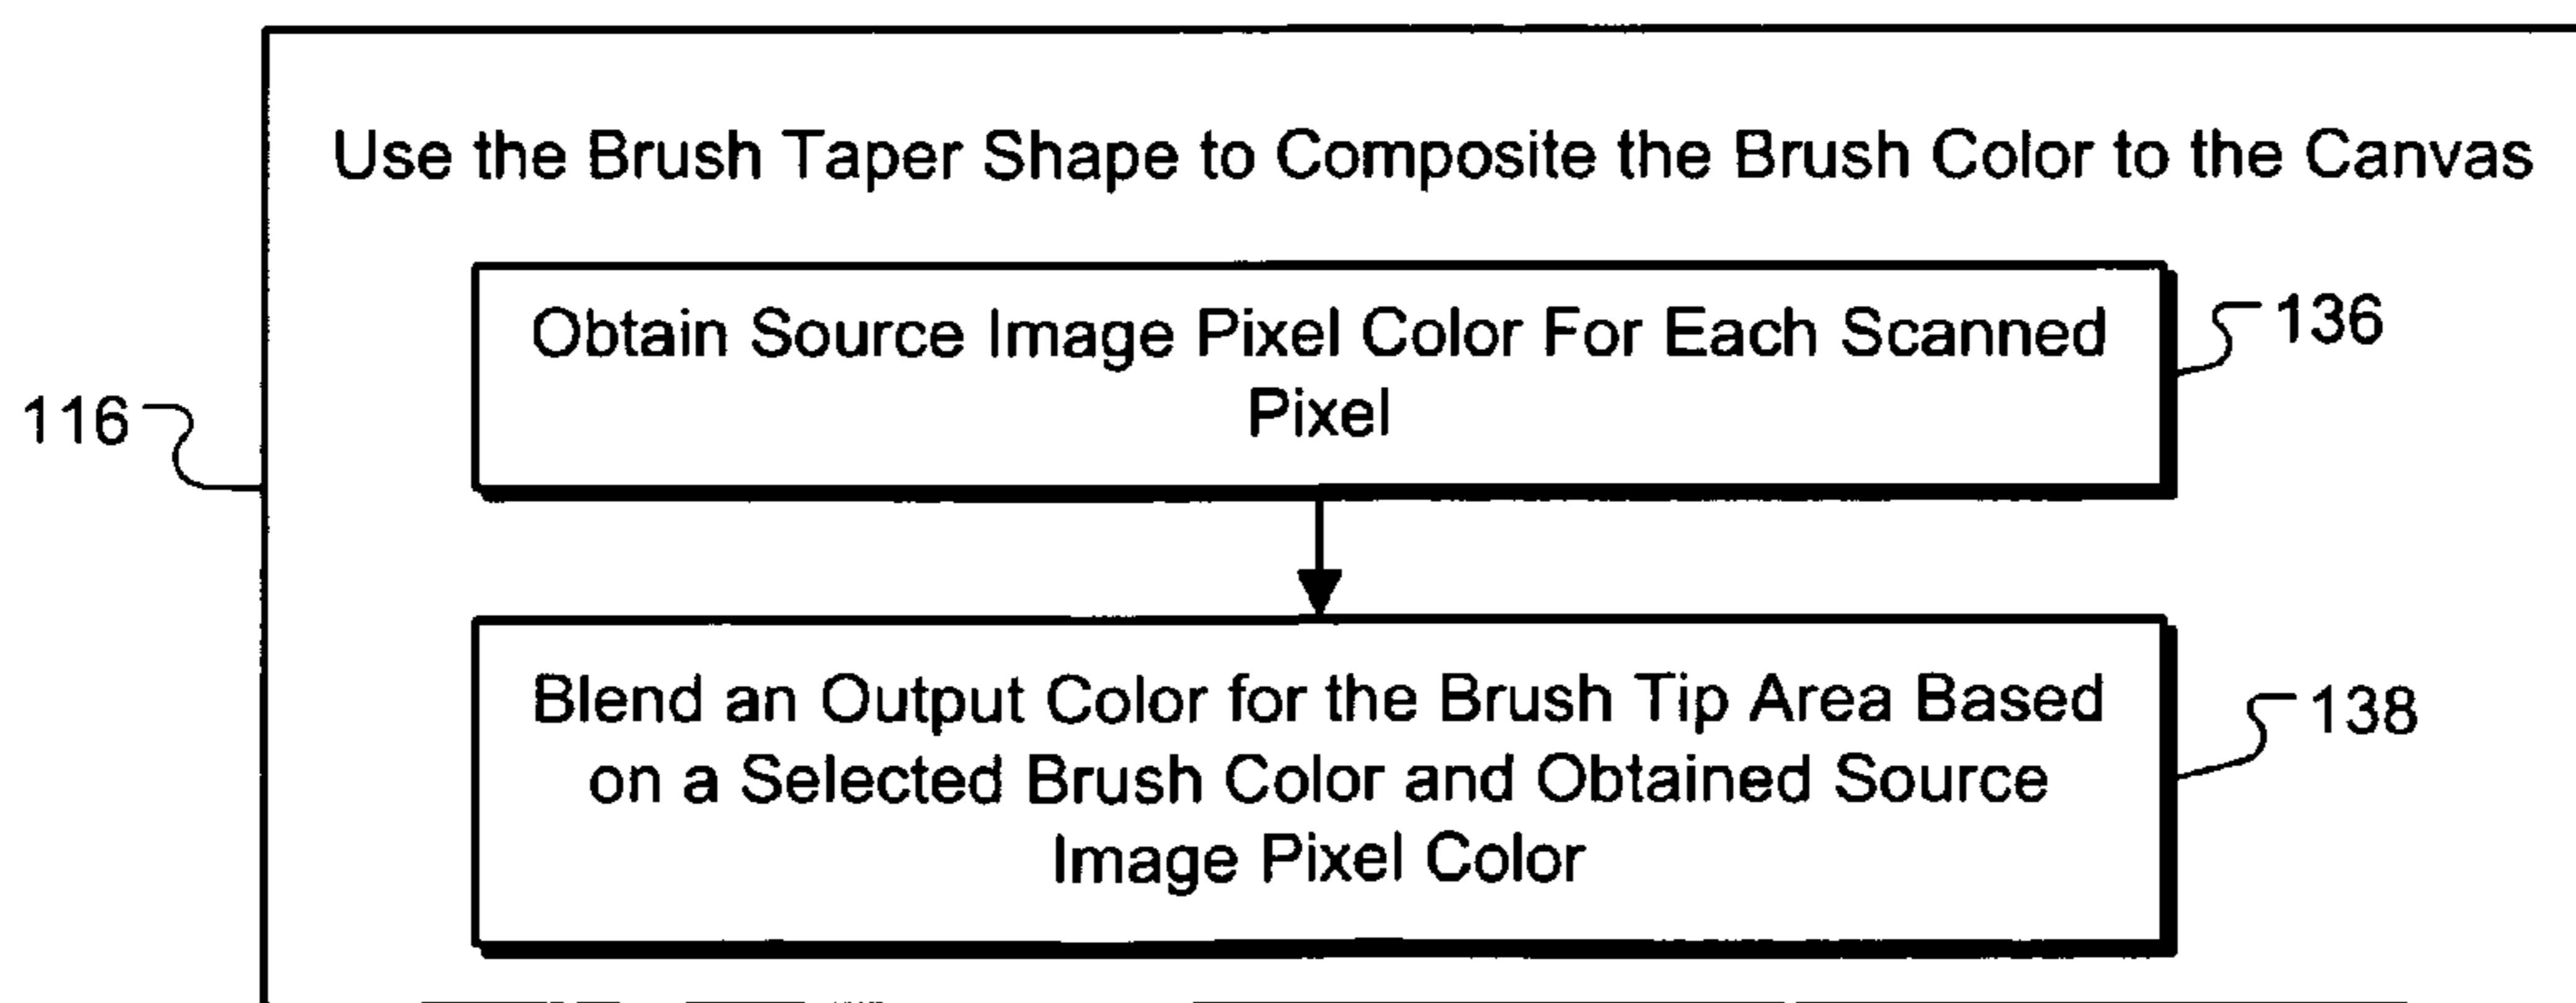 Use the Brush Taper Shape to Composite the Brush Color to the Canvas
Obtain Source Image Pixel Color For Each Scanned
Pixel
136
116
Blend an Output Color for the Brush Tip Area Based
on a Selected Brush Color and Obtained Source
Image Pixel Color
138